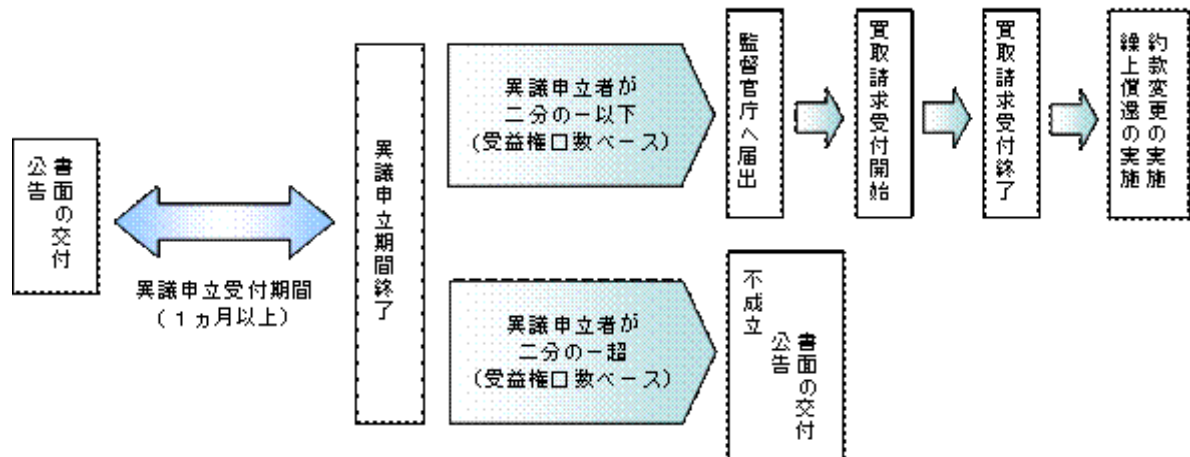 書面の交付
公告
異議申立受付期間
(1ヵ月以上)
異議申立期間終了
異議申立者が
二分の一以下
(受益権口数ベース)
監督官庁へ届出
買取請求受付開始
買取請求受付終了
約款変更の実施
繰上償還の実施
異議申立者が
二分の一超
(受益権口数ベース)
不成立
書面の交付
公告